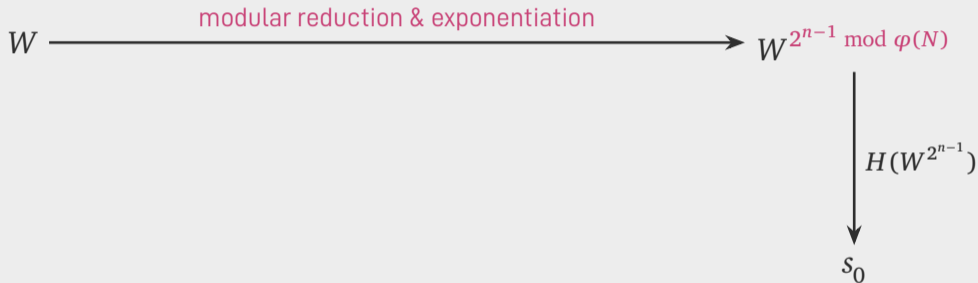 modular reduction & exponentiation
W
W^{2^{n−1} mod φ(N)}
H(W^{2^{n−1}})
s_0